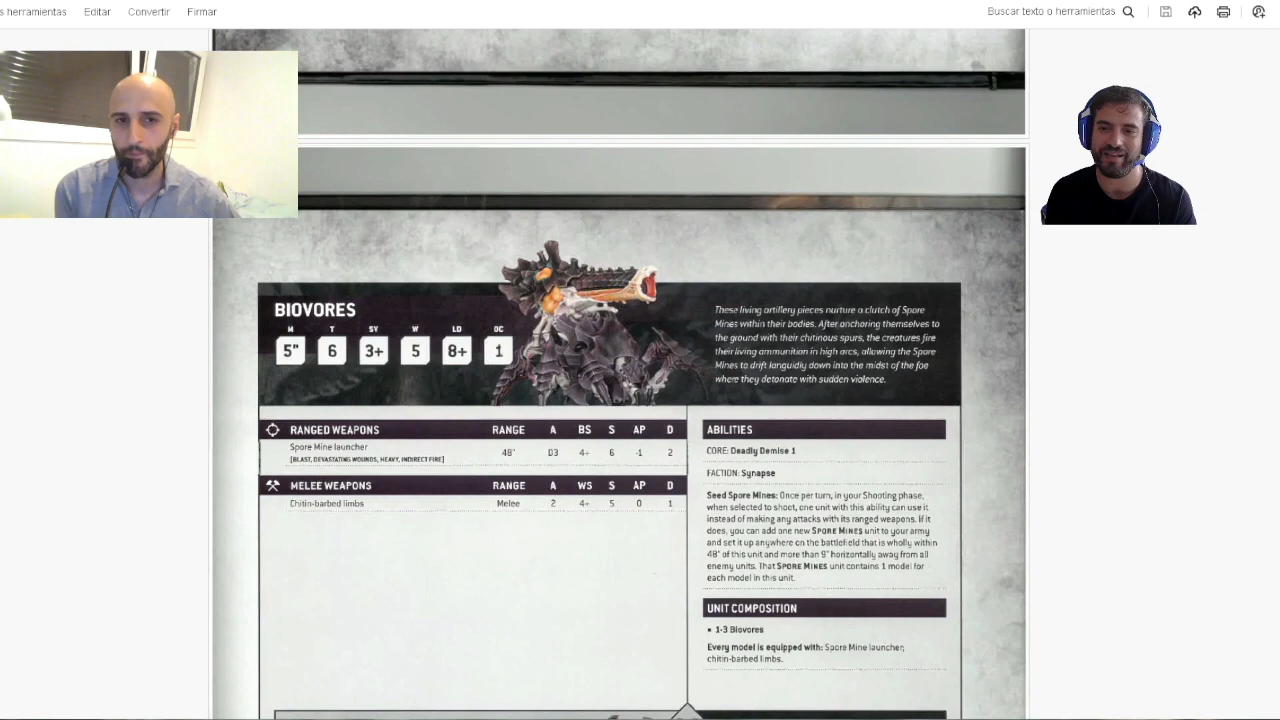 s herramientas Editar Convertir Firmar Buscar texto o herramientas
BIOVORES
M T SV W LD OC
5" 6 3+ 5 8+ 1
These living artillery pieces nurture a clutch of Spore
Mines within their bodies. After anchoring themselves to
the ground with their chitinous spurs, the creatures fire
their living ammunition in high arcs, allowing the Spore
Mines to drift languidly down into the midst of the foe
where they detonate with sudden violence.
RANGED WEAPONS RANGE A BS S AP D
Spore Mine launcher
[BLAST, DEVASTATING WOUNDS, HEAVY, INDIRECT FIRE]
48" D3 4+ 6 -1 2
MELEE WEAPONS RANGE A WS S AP D
Chitin-barbed limbs Melee 2 4+ 5 0 1
ABILITIES
CORE: Deadly Demise 1
FACTION: Synapse
Seed Spore Mines: Once per turn, in your Shooting phase,
when selected to shoot, one unit with this ability can use it
instead of making any attacks with its ranged weapons. If it
does, you can add one new SPORE MINES unit to your army
and set it up anywhere on the battlefield that is wholly within
48" of this unit and more than 9" horizontally away from all
enemy units. That SPORE MINES unit contains 1 model for
each model in this unit.
UNIT COMPOSITION
▪ 1-3 Biovores
Every model is equipped with: Spore Mine launcher;
chitin-barbed limbs.